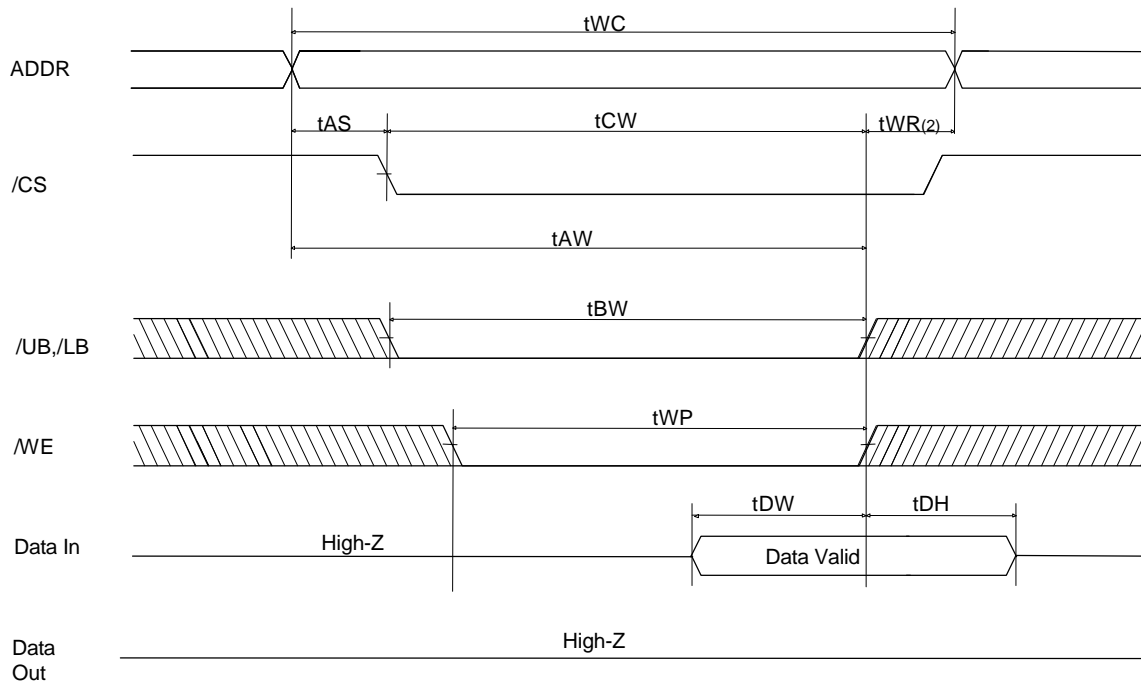 tWC
ADDR
tAS
tCW
tWR(2)
/CS
tAW
tBW
/UB,/LB
tWP
/WE
tDW
tDH
Data In
High-Z
Data Valid
High-Z
Data
Out